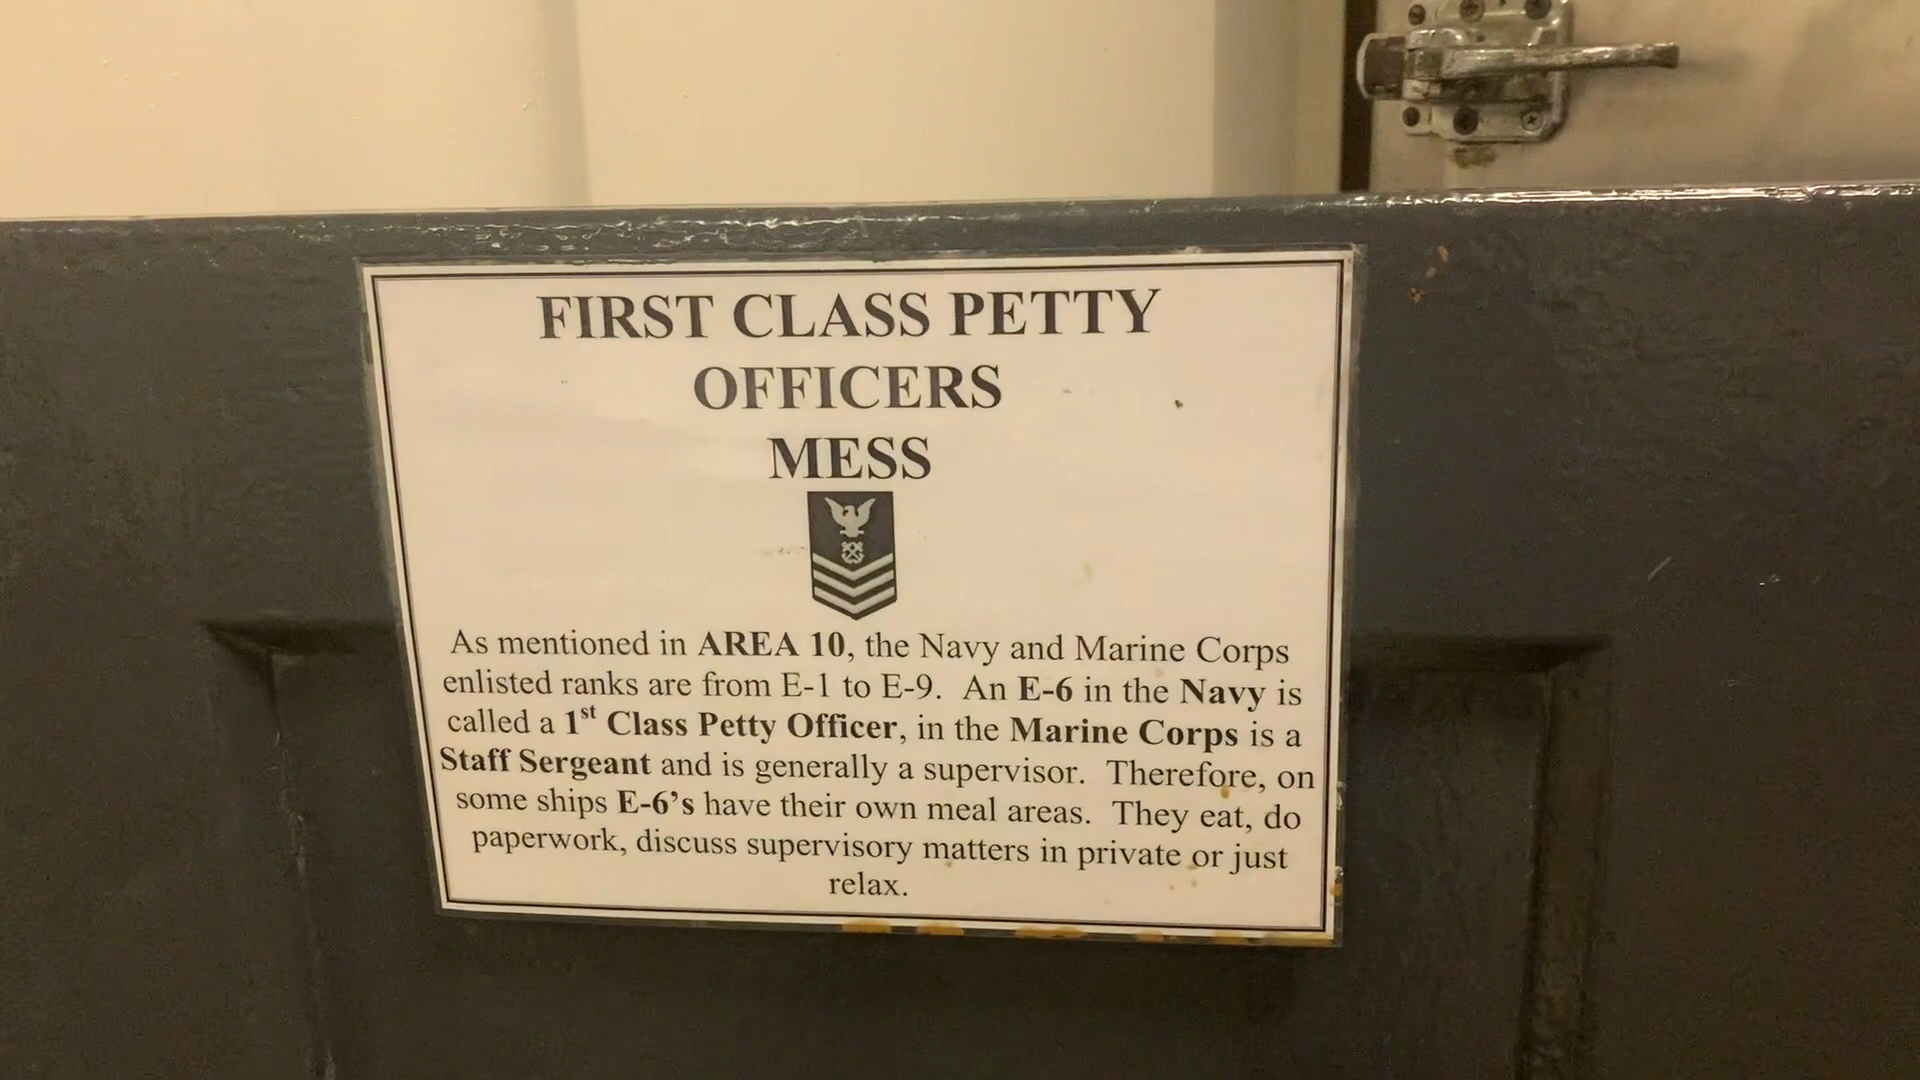 FIRST CLASS PETTY
OFFICERS
MESS
As mentioned in AREA 10, the Navy and Marine Corps
enlisted ranks are from E-1 to E-9.  An E-6 in the Navy is
called a 1st Class Petty Officer, in the Marine Corps is a
Staff Sergeant and is generally a supervisor.  Therefore, on
some ships E-6’s have their own meal areas.  They eat, do
paperwork, discuss supervisory matters in private or just
relax.